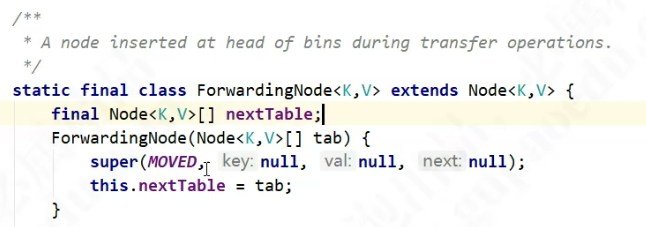 /**
 * A node inserted at head of bins during transfer operations.
 */
static final class ForwardingNode<K,V> extends Node<K,V> {
    final Node<K,V>[] nextTable;
    ForwardingNode(Node<K,V>[] tab) {
        super(MOVED, key: null, val: null, next: null);
        this.nextTable = tab;
    }